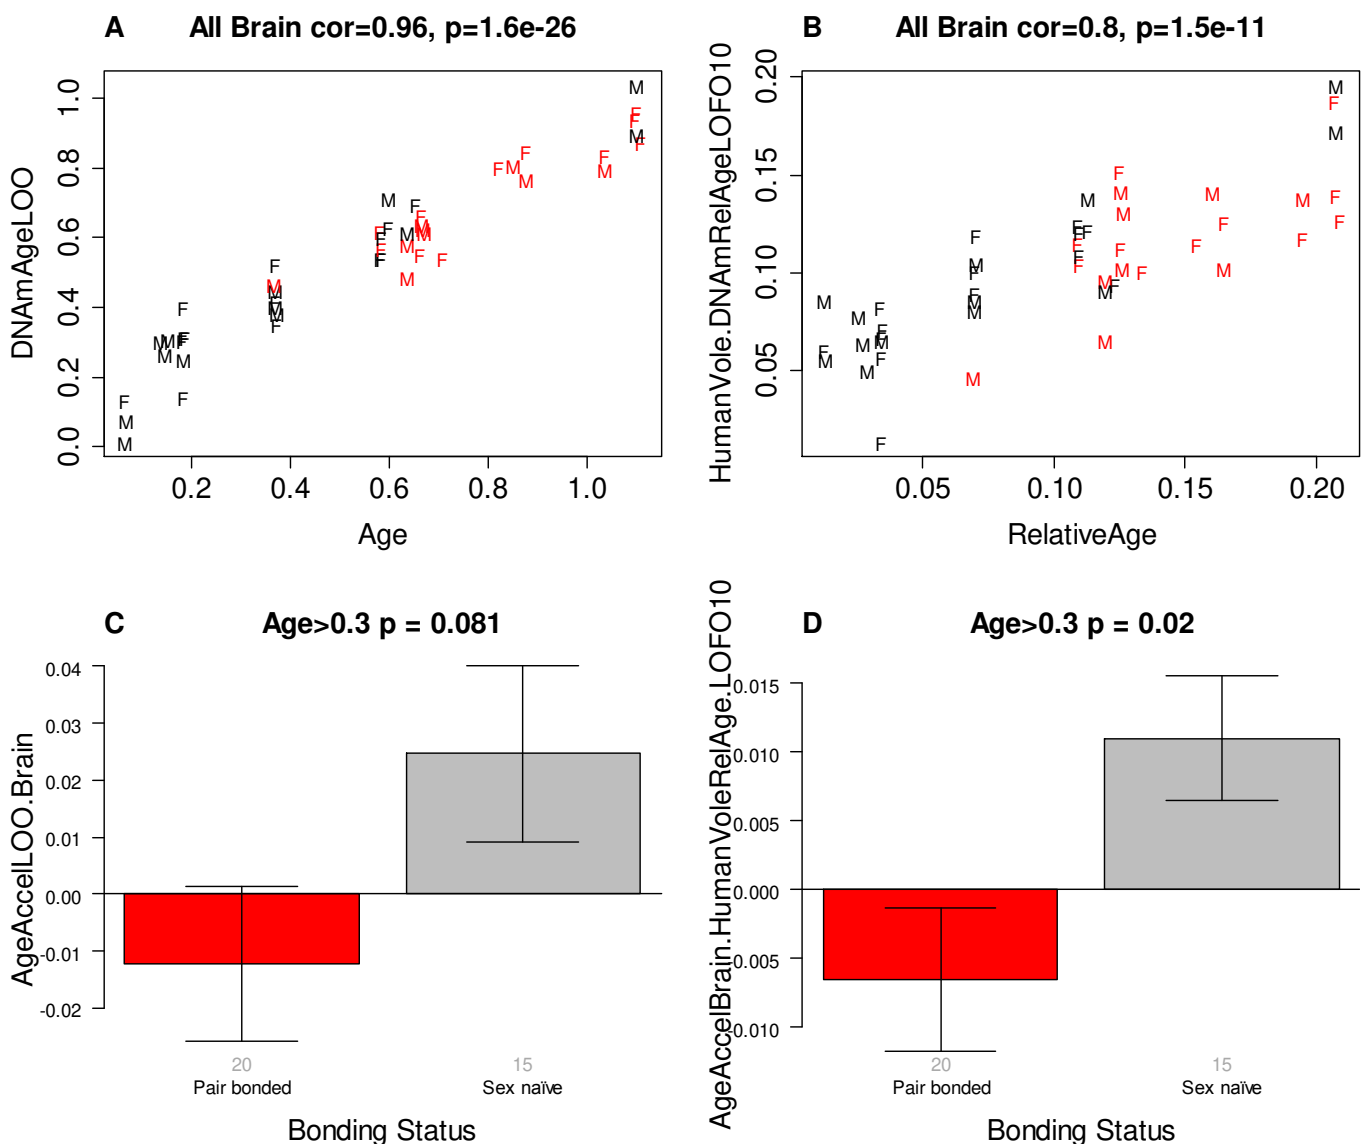 A All Brain cor=0.96, p=1.6e-26
DNAmAgeLOO
1.0
0.8
0.6
0.4
0.2
0.0
0.2 0.4 0.6 0.8 1.0
Age
B All Brain cor=0.8, p=1.5e-11
HumanVole.DNAmRelAgeLOFO10
0.20
0.15
0.10
0.05
0.05 0.10 0.15 0.20
RelativeAge
C Age>0.3 p = 0.081
AgeAccelLOO.Brain
0.04
0.03
0.02
0.01
0.00
-0.01
-0.02
20 15
Pair bonded Sex naïve
Bonding Status
D Age>0.3 p = 0.02
AgeAccelBrain.HumanVoleRelAge.LOFO10
0.015
0.010
0.005
0.000
-0.005
-0.010
20 15
Pair bonded Sex naïve
Bonding Status